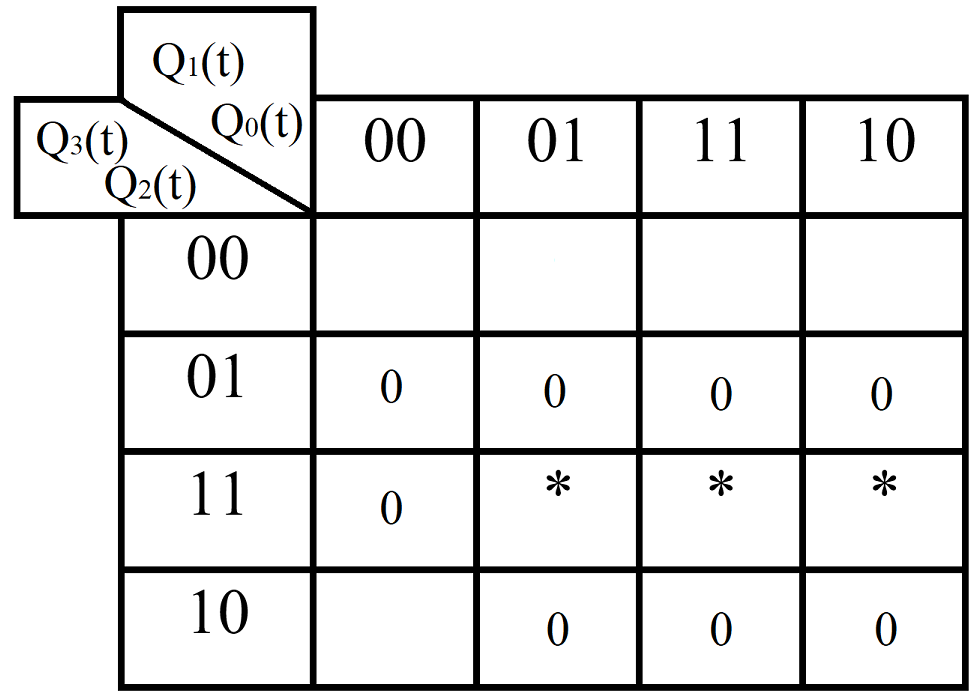 Q₁(t)
Q₀(t)
Q₃(t)
Q₂(t)
00 01 11 10
00
01 0 0 0 0
11 0 * * *
10 0 0 0